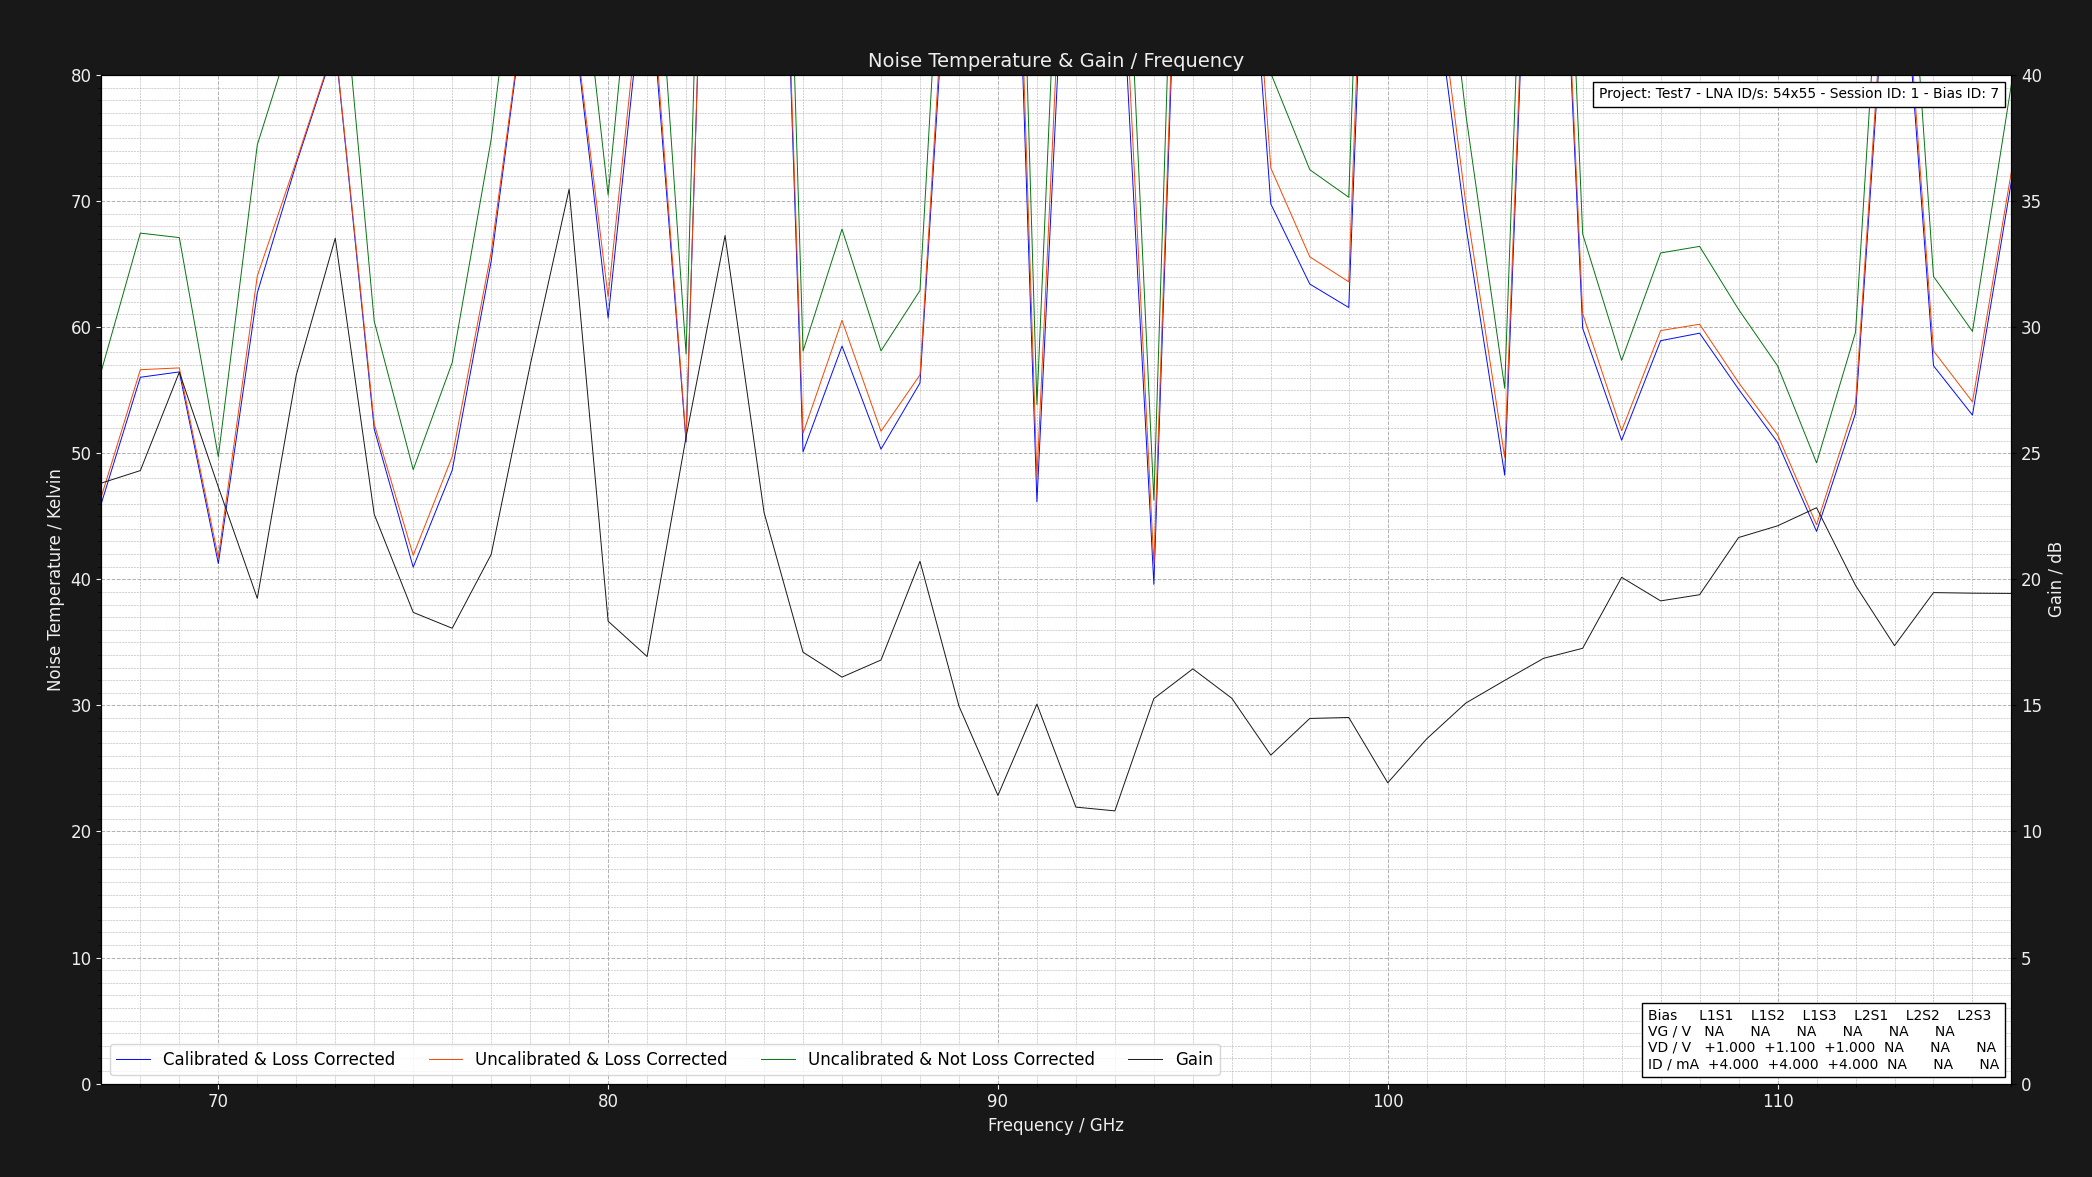 Noise Temperature & Gain / Frequency
Project: Test7 - LNA ID/s: 54x55 - Session ID: 1 - Bias ID: 7
80
70
60
50
40
30
20
10
0
Noise Temperature / Kelvin
40
35
30
25
20
15
10
5
0
Gain / dB
Bias L1S1 L1S2 L1S3 L2S1 L2S2 L2S3
VG / V NA NA NA NA NA NA
VD / V +1.000 +1.100 +1.000 NA NA NA
ID / mA +4.000 +4.000 +4.000 NA NA NA
Calibrated & Loss Corrected Uncalibrated & Loss Corrected Uncalibrated & Not Loss Corrected Gain
70 80 90 100 110
Frequency / GHz